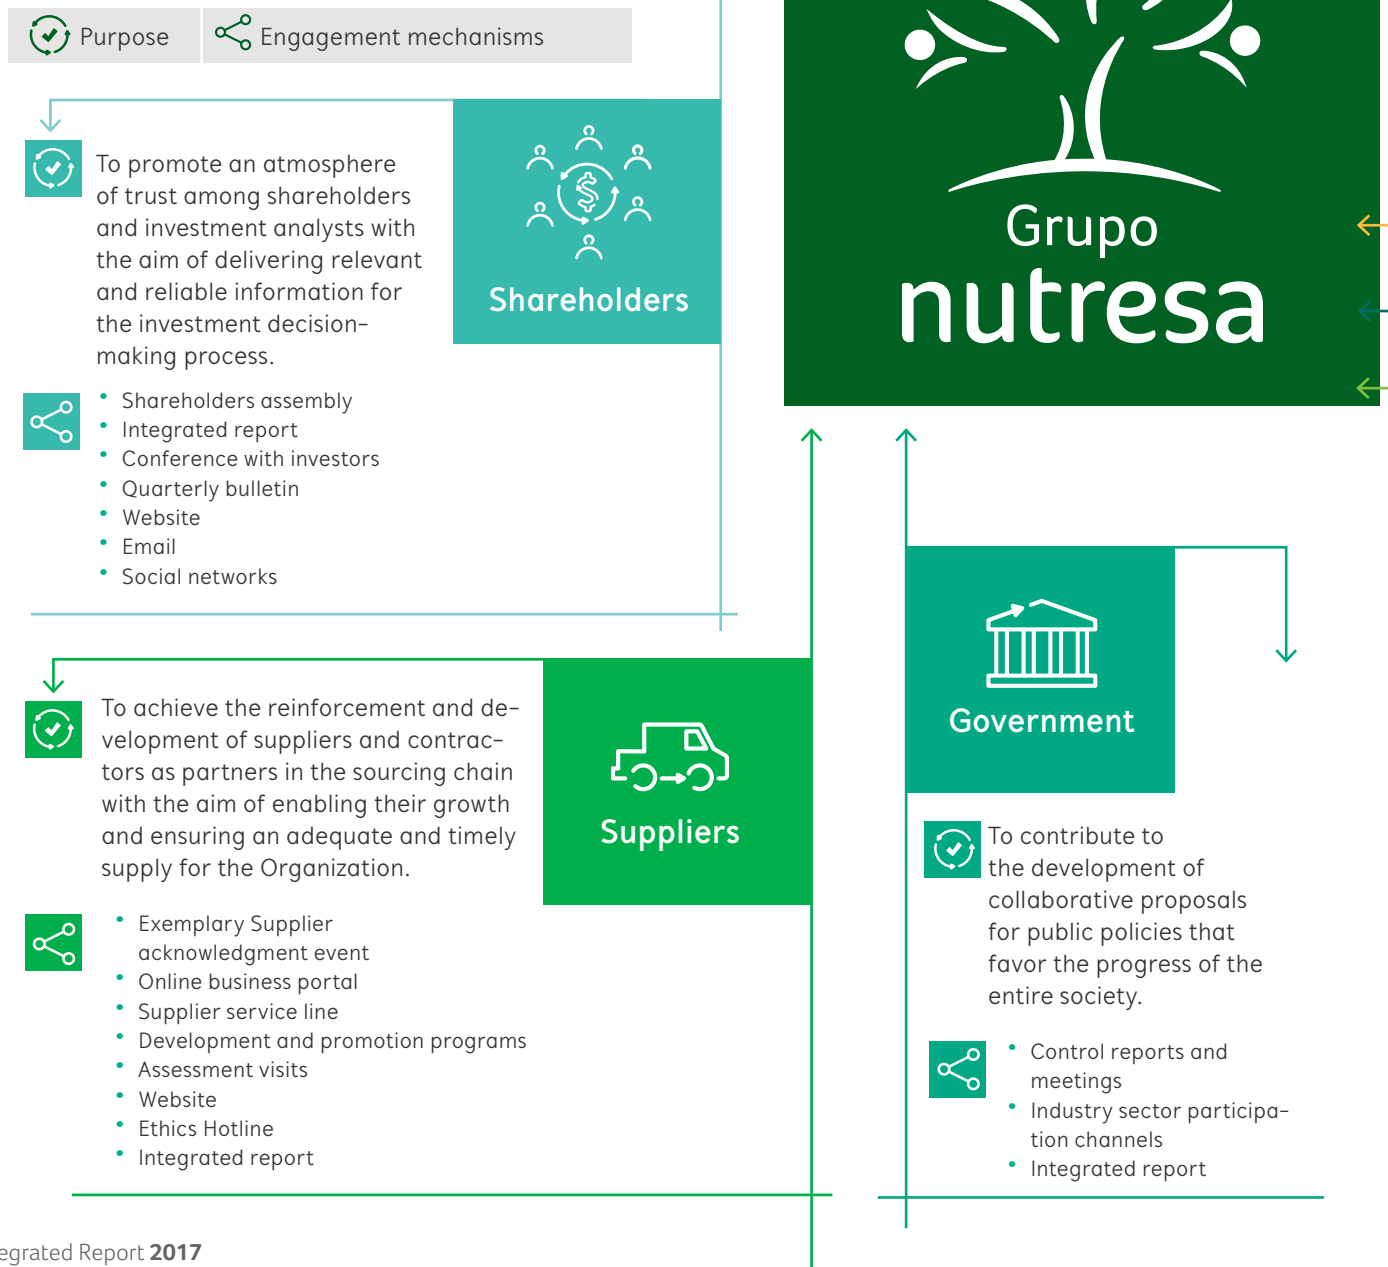 Purpose
Engagement mechanisms
To promote an atmosphere
of trust among shareholders
and investment analysts with
the aim of delivering relevant
and reliable information for
the investment decision-
making process.
Shareholders
• Shareholders assembly
• Integrated report
• Conference with investors
• Quarterly bulletin
• Website
• Email
• Social networks
Grupo
nutresa
To achieve the reinforcement and de-
velopment of suppliers and contrac-
tors as partners in the sourcing chain
with the aim of enabling their growth
and ensuring an adequate and timely
supply for the Organization.
Suppliers
• Exemplary Supplier
acknowledgment event
• Online business portal
• Supplier service line
• Development and promotion programs
• Assessment visits
• Website
• Ethics Hotline
• Integrated report
Government
To contribute to
the development of
collaborative proposals
for public policies that
favor the progress of the
entire society.
• Control reports and
meetings
• Industry sector participa-
tion channels
• Integrated report
egrated Report 2017